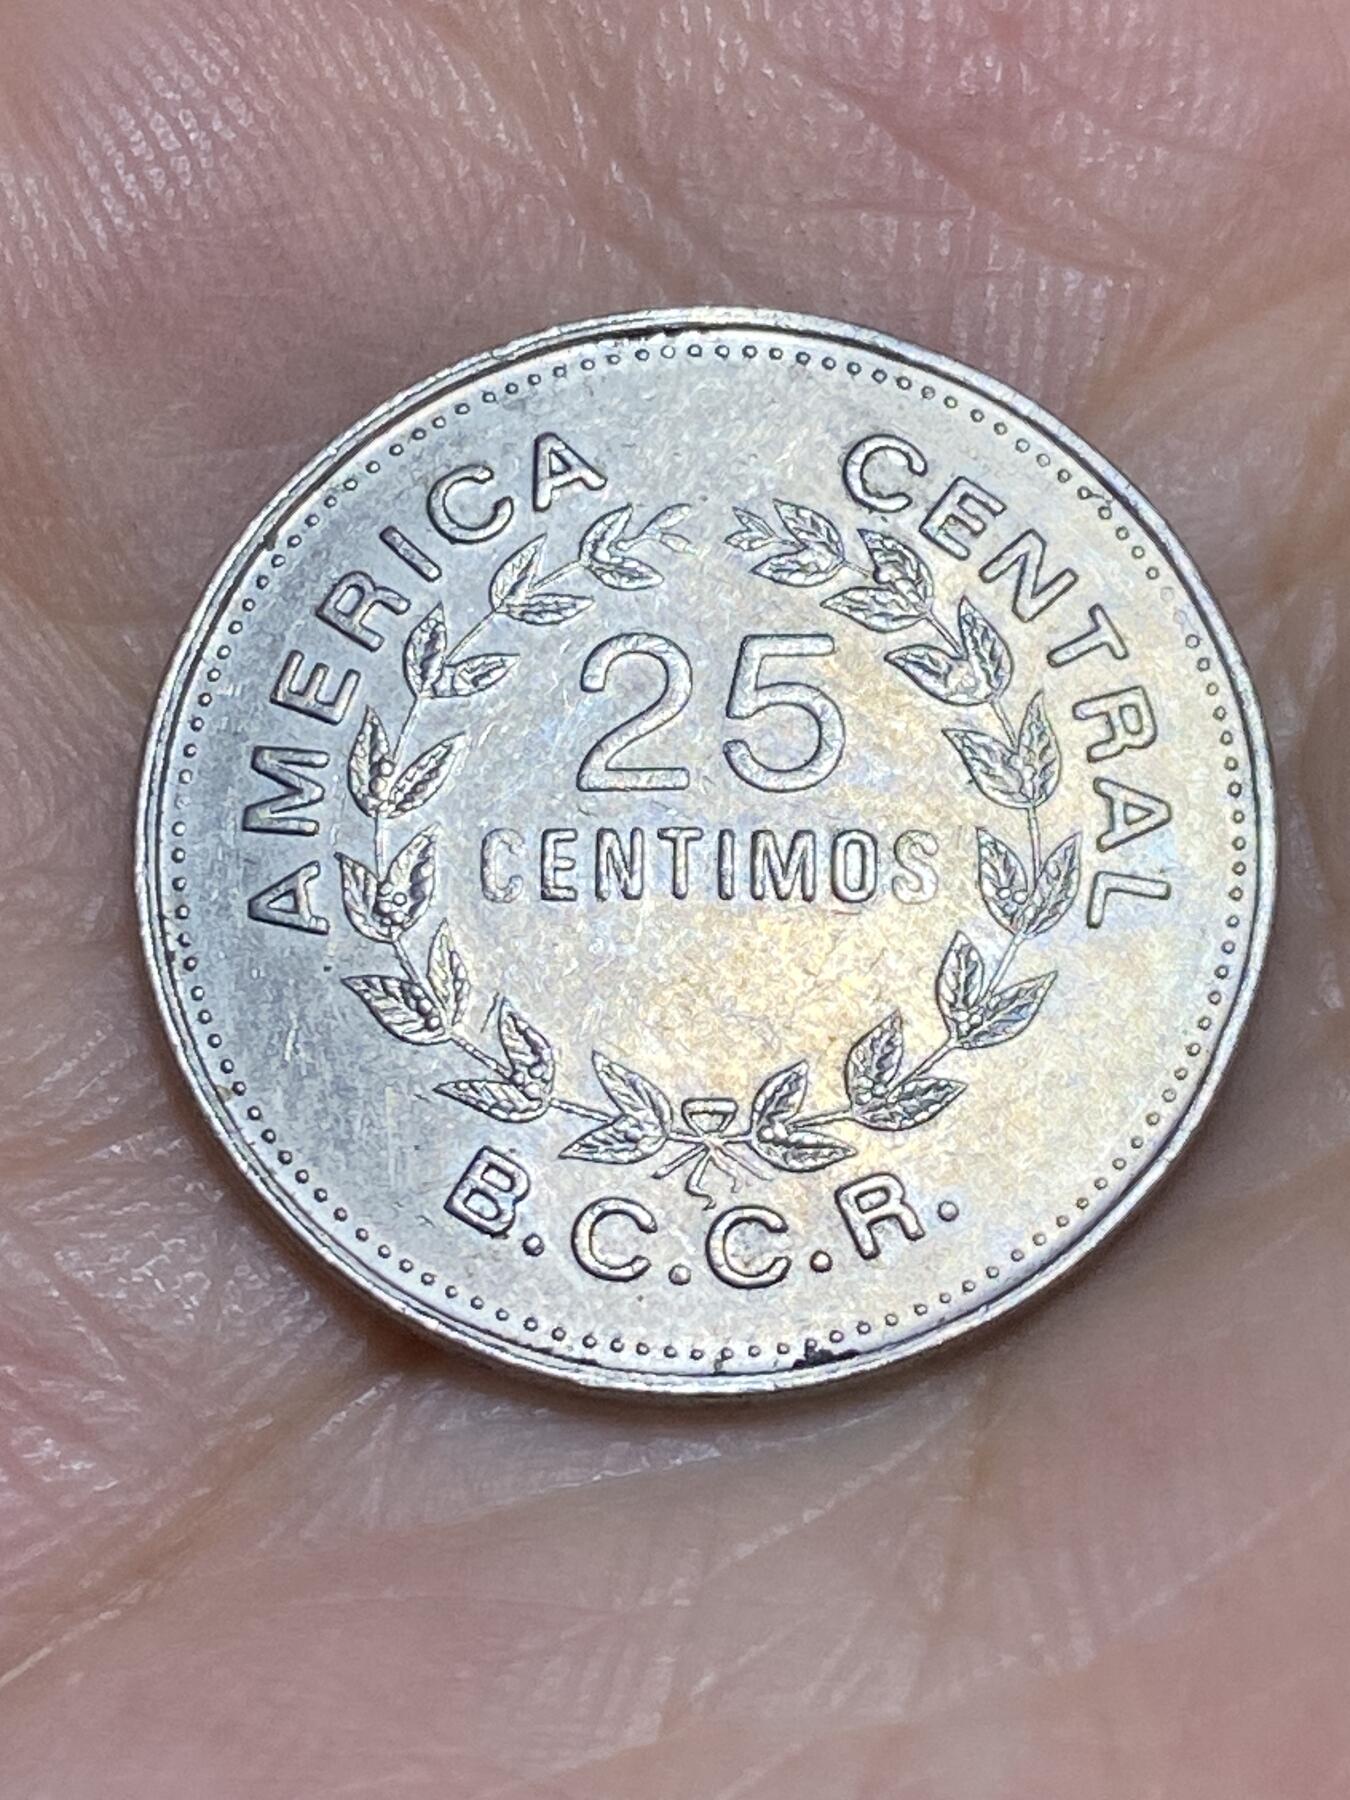 AMERICA CENTRAL
25
CENTIMOS
B.C.C.R.